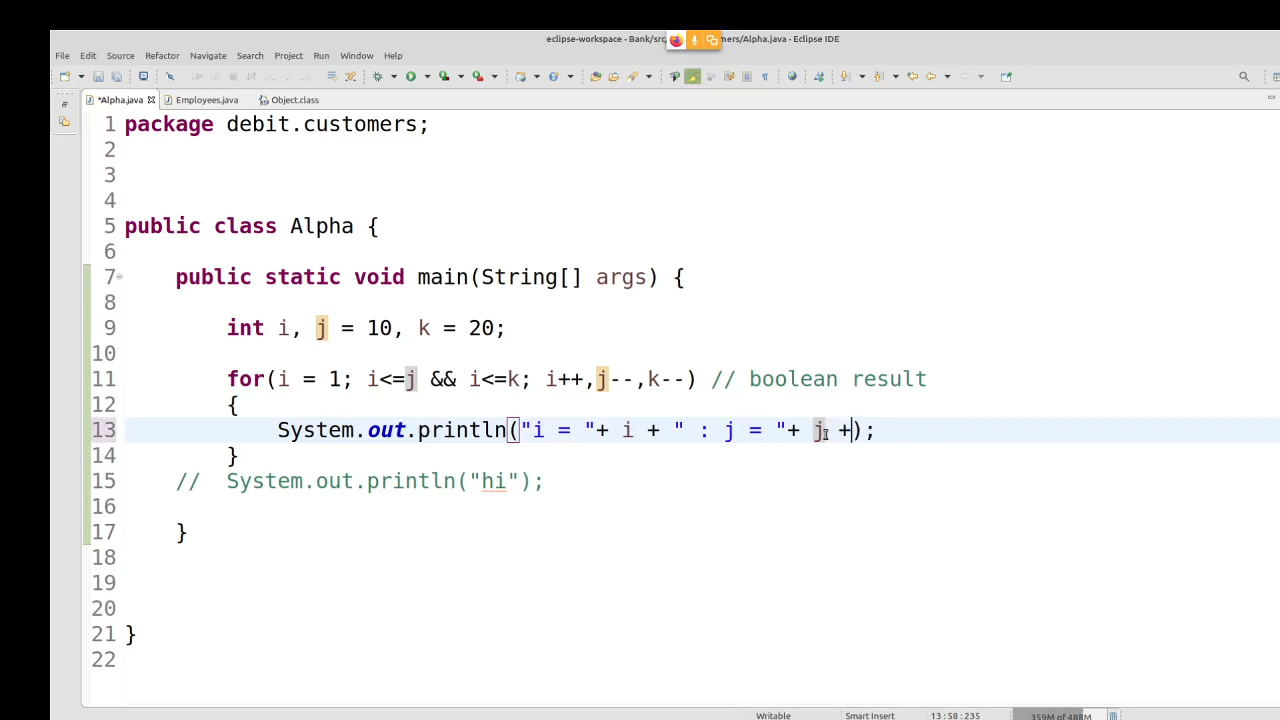 eclipse-workspace - Bank/src mers/Alpha.java - Eclipse IDE
File Edit Source Refactor Navigate Search Project Run Window Help
*Alpha.java Employees.java Object.class
1 package debit.customers;
2
3
4
5 public class Alpha {
6
7 public static void main(String[] args) {
8
9 int i, j = 10, k = 20;
10
11 for(i = 1; i<=j && i<=k; i++,j--,k--) // boolean result
12 {
13 System.out.println("i = "+ i + " : j = "+ j +);
14 }
15 // System.out.println("hi");
16
17 }
18
19
20
21 }
22
Writable Smart Insert 13 : 58 : 235 359M of 488M